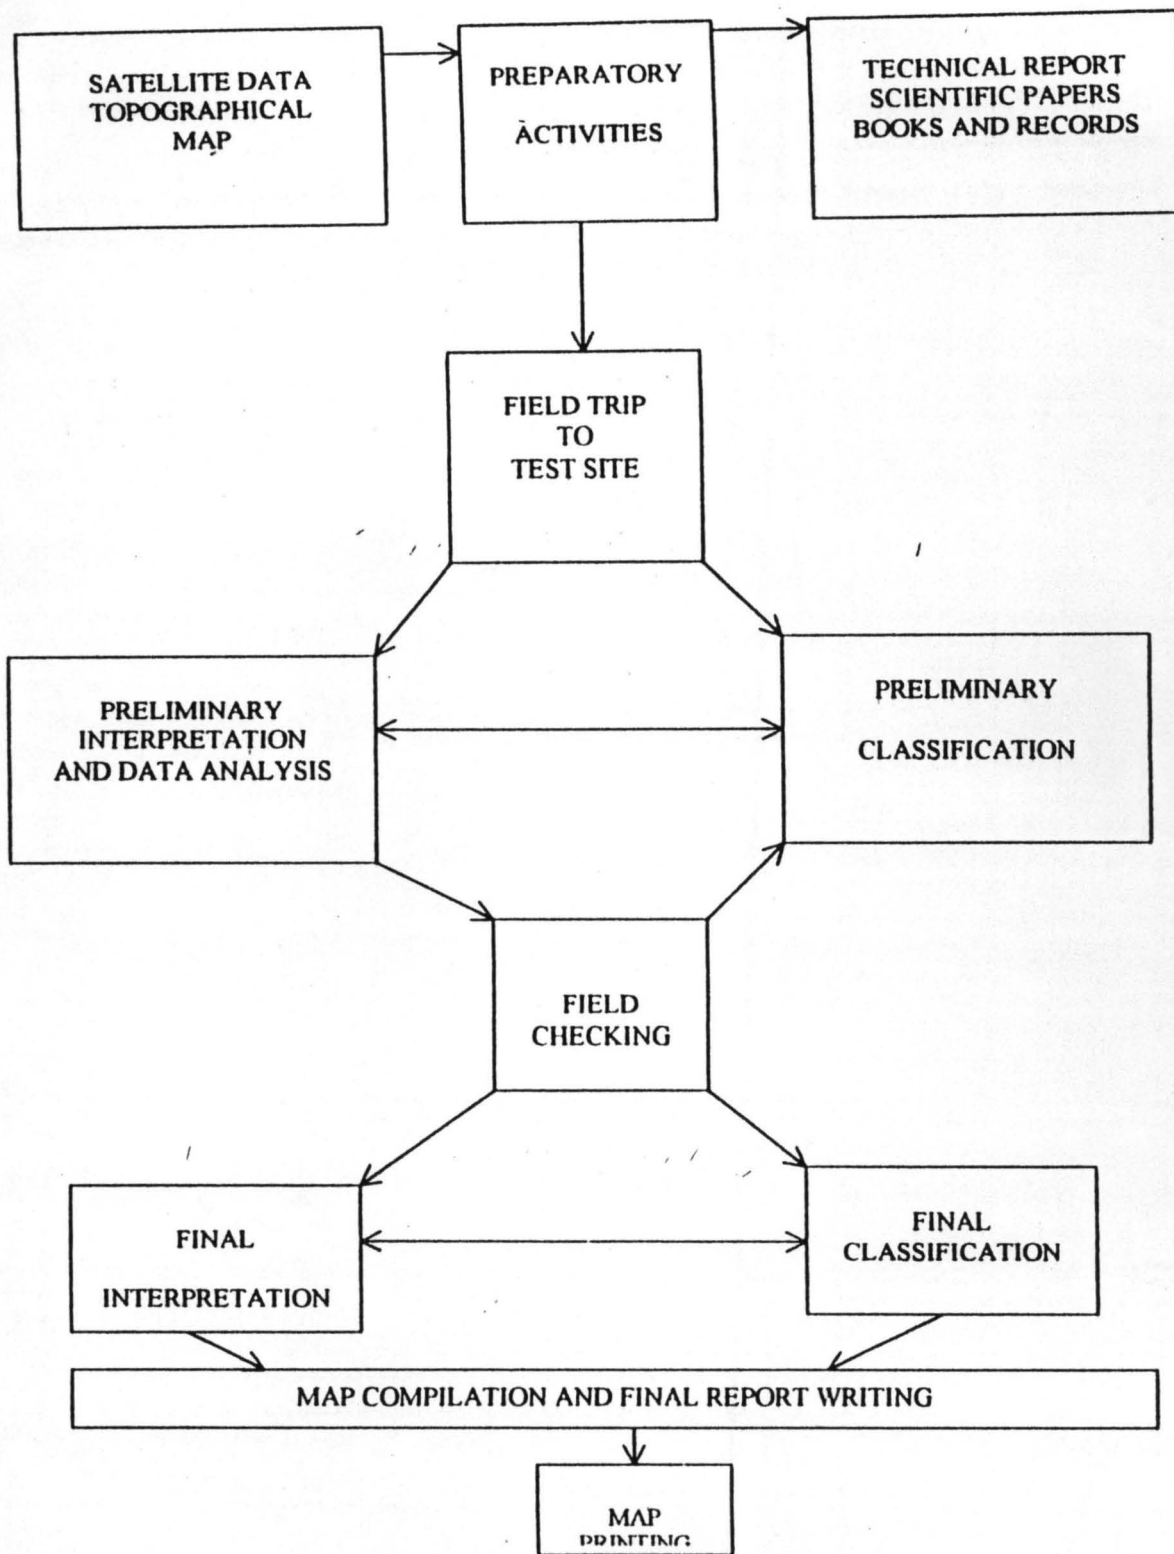 SATELLITE DATA
TOPOGRAPHICAL
MAP
PREPARATORY
ACTIVITIES
TECHNICAL REPORT
SCIENTIFIC PAPERS
BOOKS AND RECORDS
FIELD TRIP
TO
TEST SITE
PRELIMINARY
INTERPRETATION
AND DATA ANALYSIS
PRELIMINARY
CLASSIFICATION
FIELD
CHECKING
FINAL
INTERPRETATION
FINAL
CLASSIFICATION
MAP COMPILATION AND FINAL REPORT WRITING
MAP
PRINTING